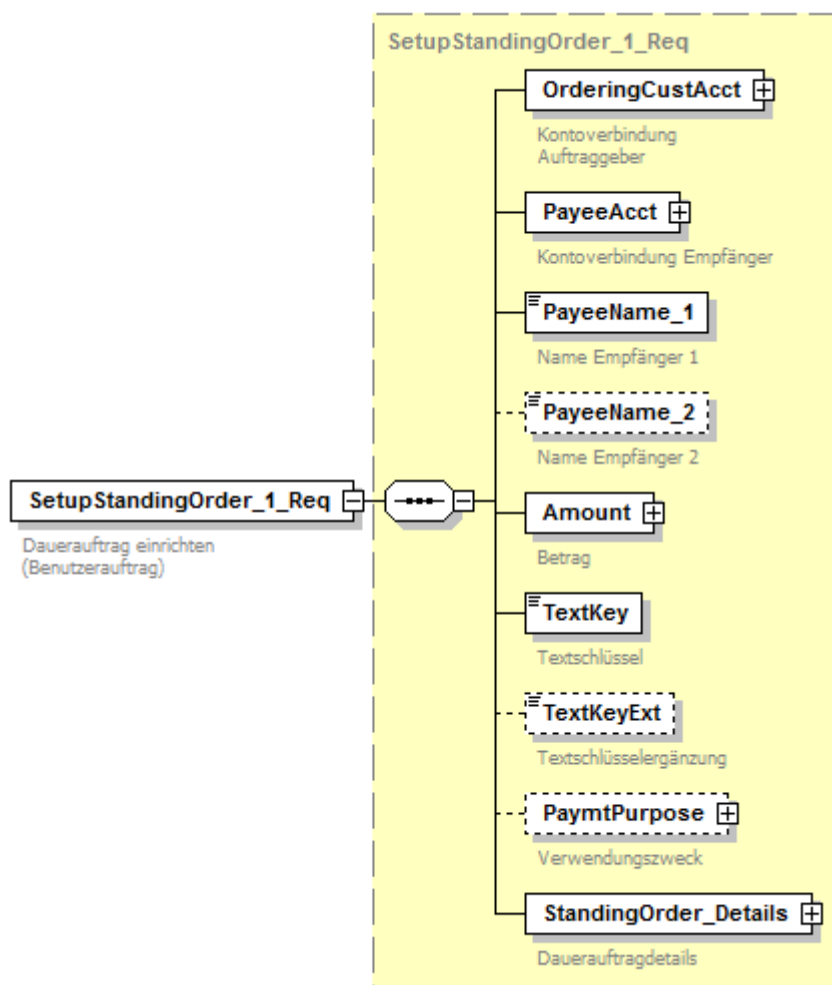 SetupStandingOrder_1_Req
OrderingCustAcct
Kontoverbindung
Auftraggeber
PayeeAcct
Kontoverbindung Empfänger
PayeeName_1
Name Empfänger 1
PayeeName_2
Name Empfänger 2
SetupStandingOrder_1_Req
Dauerauftrag einrichten
(Benutzerauftrag)
Amount
Betrag
TextKey
Textschlüssel
TextKeyExt
Textschlüsselergänzung
PaymtPurpose
Verwendungszweck
StandingOrder_Details
Dauerauftragdetails